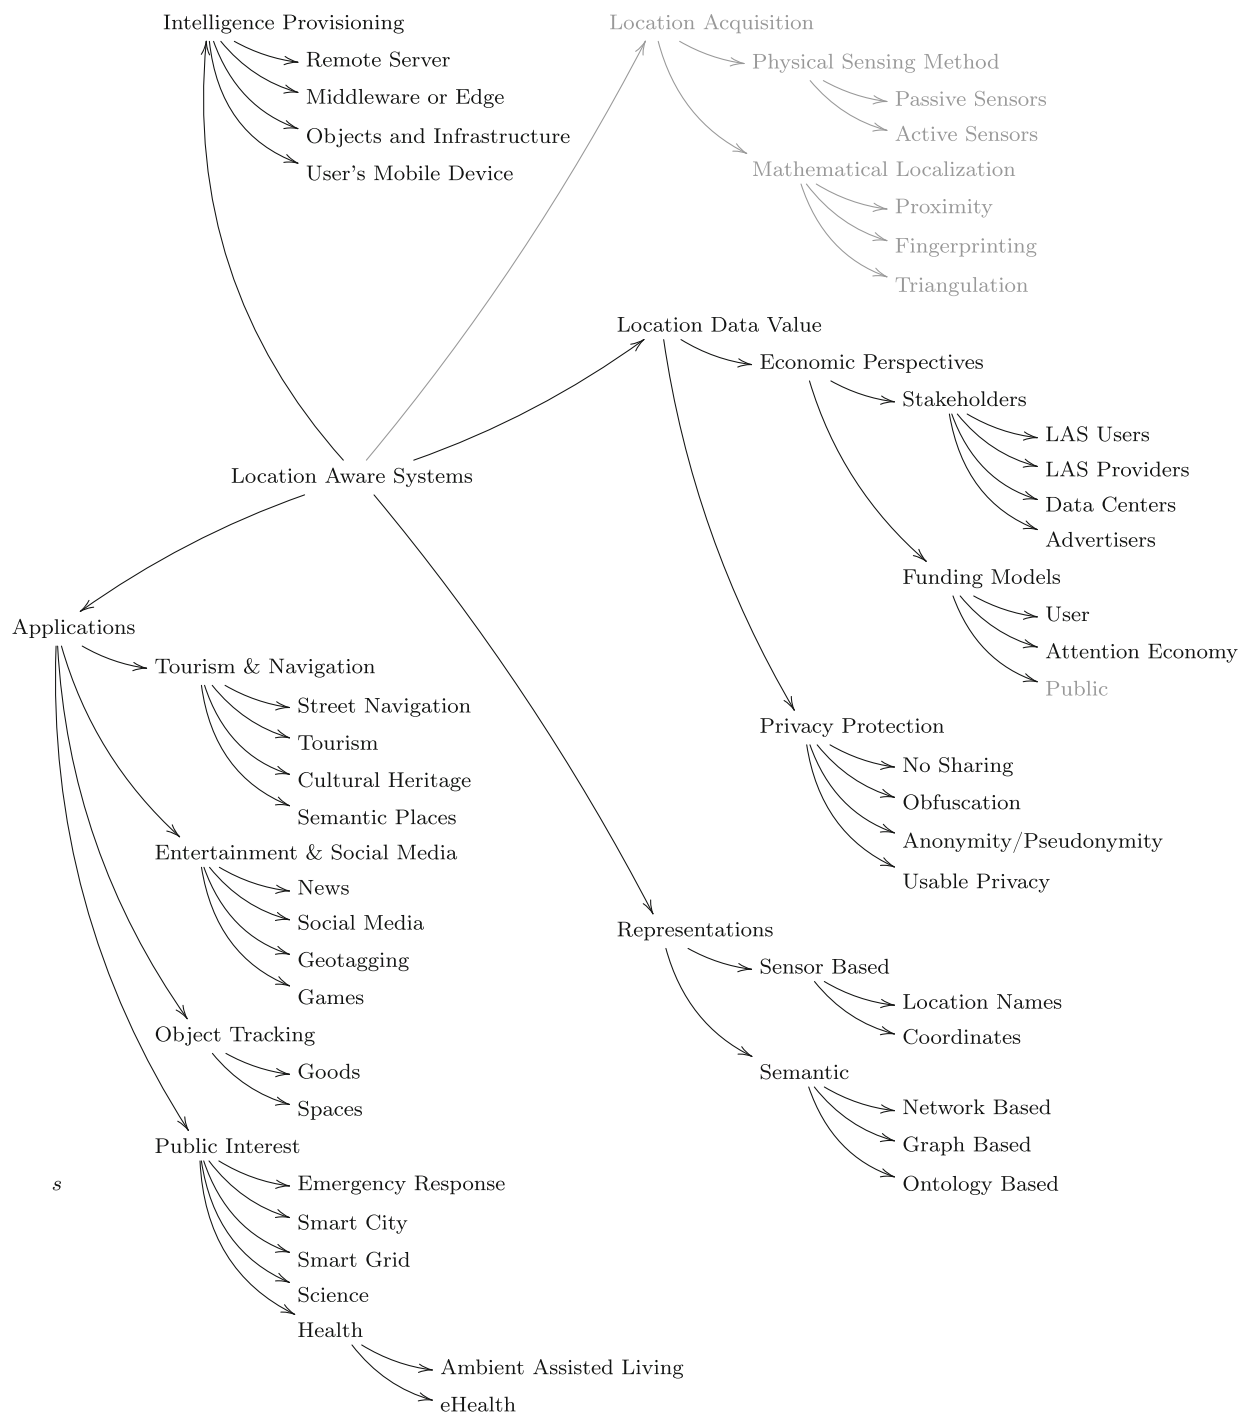 Intelligence Provisioning
Remote Server
Middleware or Edge
Objects and Infrastructure
User's Mobile Device
Location Acquisition
Physical Sensing Method
Passive Sensors
Active Sensors
Mathematical Localization
Proximity
Fingerprinting
Triangulation
Location Data Value
Economic Perspectives
Stakeholders
LAS Users
LAS Providers
Data Centers
Advertisers
Funding Models
User
Attention Economy
Public
Privacy Protection
No Sharing
Obfuscation
Anonymity/Pseudonymity
Usable Privacy
Location Aware Systems
Applications
Tourism & Navigation
Street Navigation
Tourism
Cultural Heritage
Semantic Places
Entertainment & Social Media
News
Social Media
Geotagging
Games
Object Tracking
Goods
Spaces
Public Interest
Emergency Response
Smart City
Smart Grid
Science
Health
Ambient Assisted Living
eHealth
s
Representations
Sensor Based
Location Names
Coordinates
Semantic
Network Based
Graph Based
Ontology Based